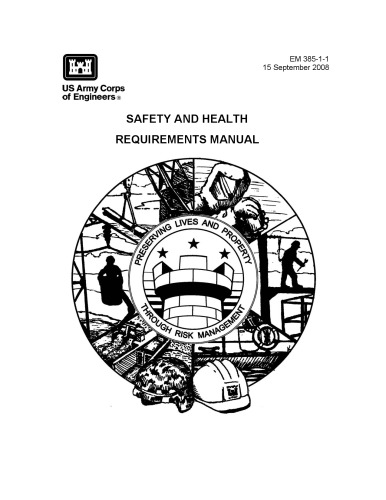 EM 385-1-1
15 September 2008
US Army Corps
of Engineers®
SAFETY AND HEALTH
REQUIREMENTS MANUAL
PRESERVING LIVES AND PROPERTY
THROUGH RISK MANAGEMENT